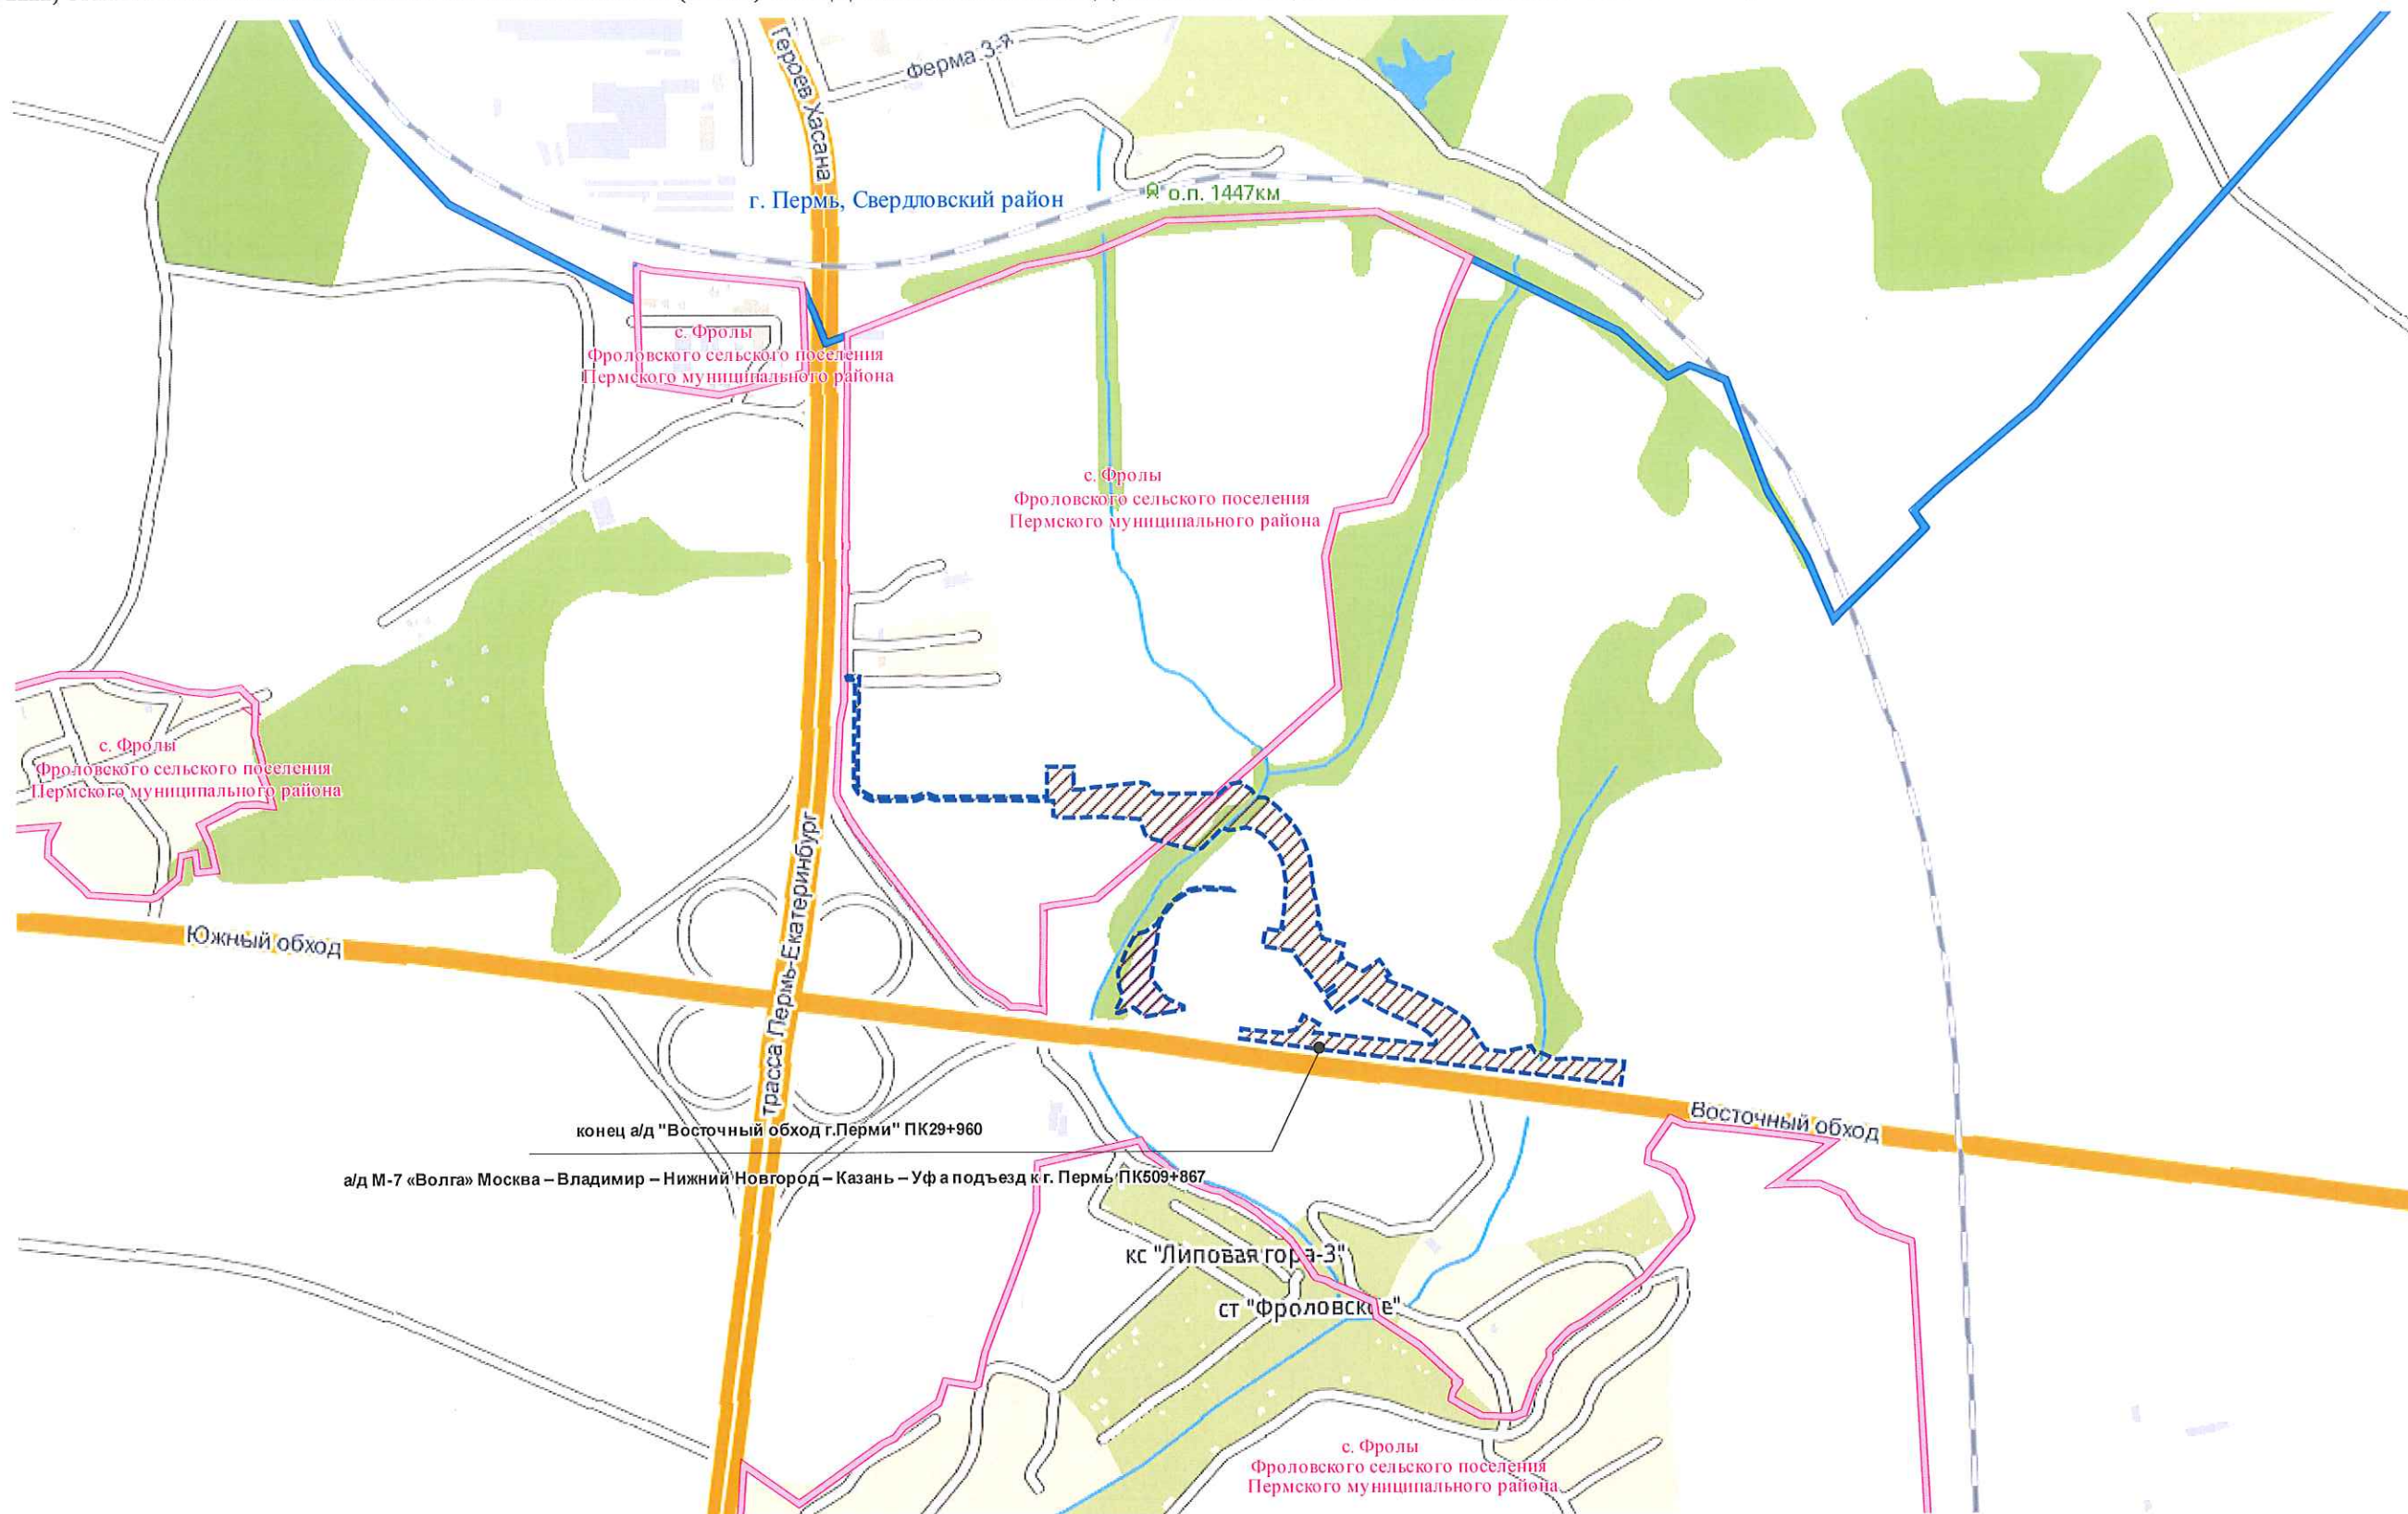 Героев Хасана
Ферма 3-я
г. Пермь, Свердловский район
о.п. 1447км
с. Фролы
Фроловского сельского поселения
Пермского муниципального района
с. Фролы
Фроловского сельского поселения
Пермского муниципального района
с. Фролы
Фроловского сельского поселения
Пермского муниципального района
трасса Пермь-Екатеринбург
Южный обход
Восточный обход
конец а/д "Восточный обход г.Перми" ПК29+960
а/д М-7 «Волга» Москва – Владимир – Нижний Новгород – Казань – Уфа подъезд к г. Пермь ПК509+867
кс "Липовая гора-3"
ст "Фроловское"
с. Фролы
Фроловского сельского поселения
Пермского муниципального района